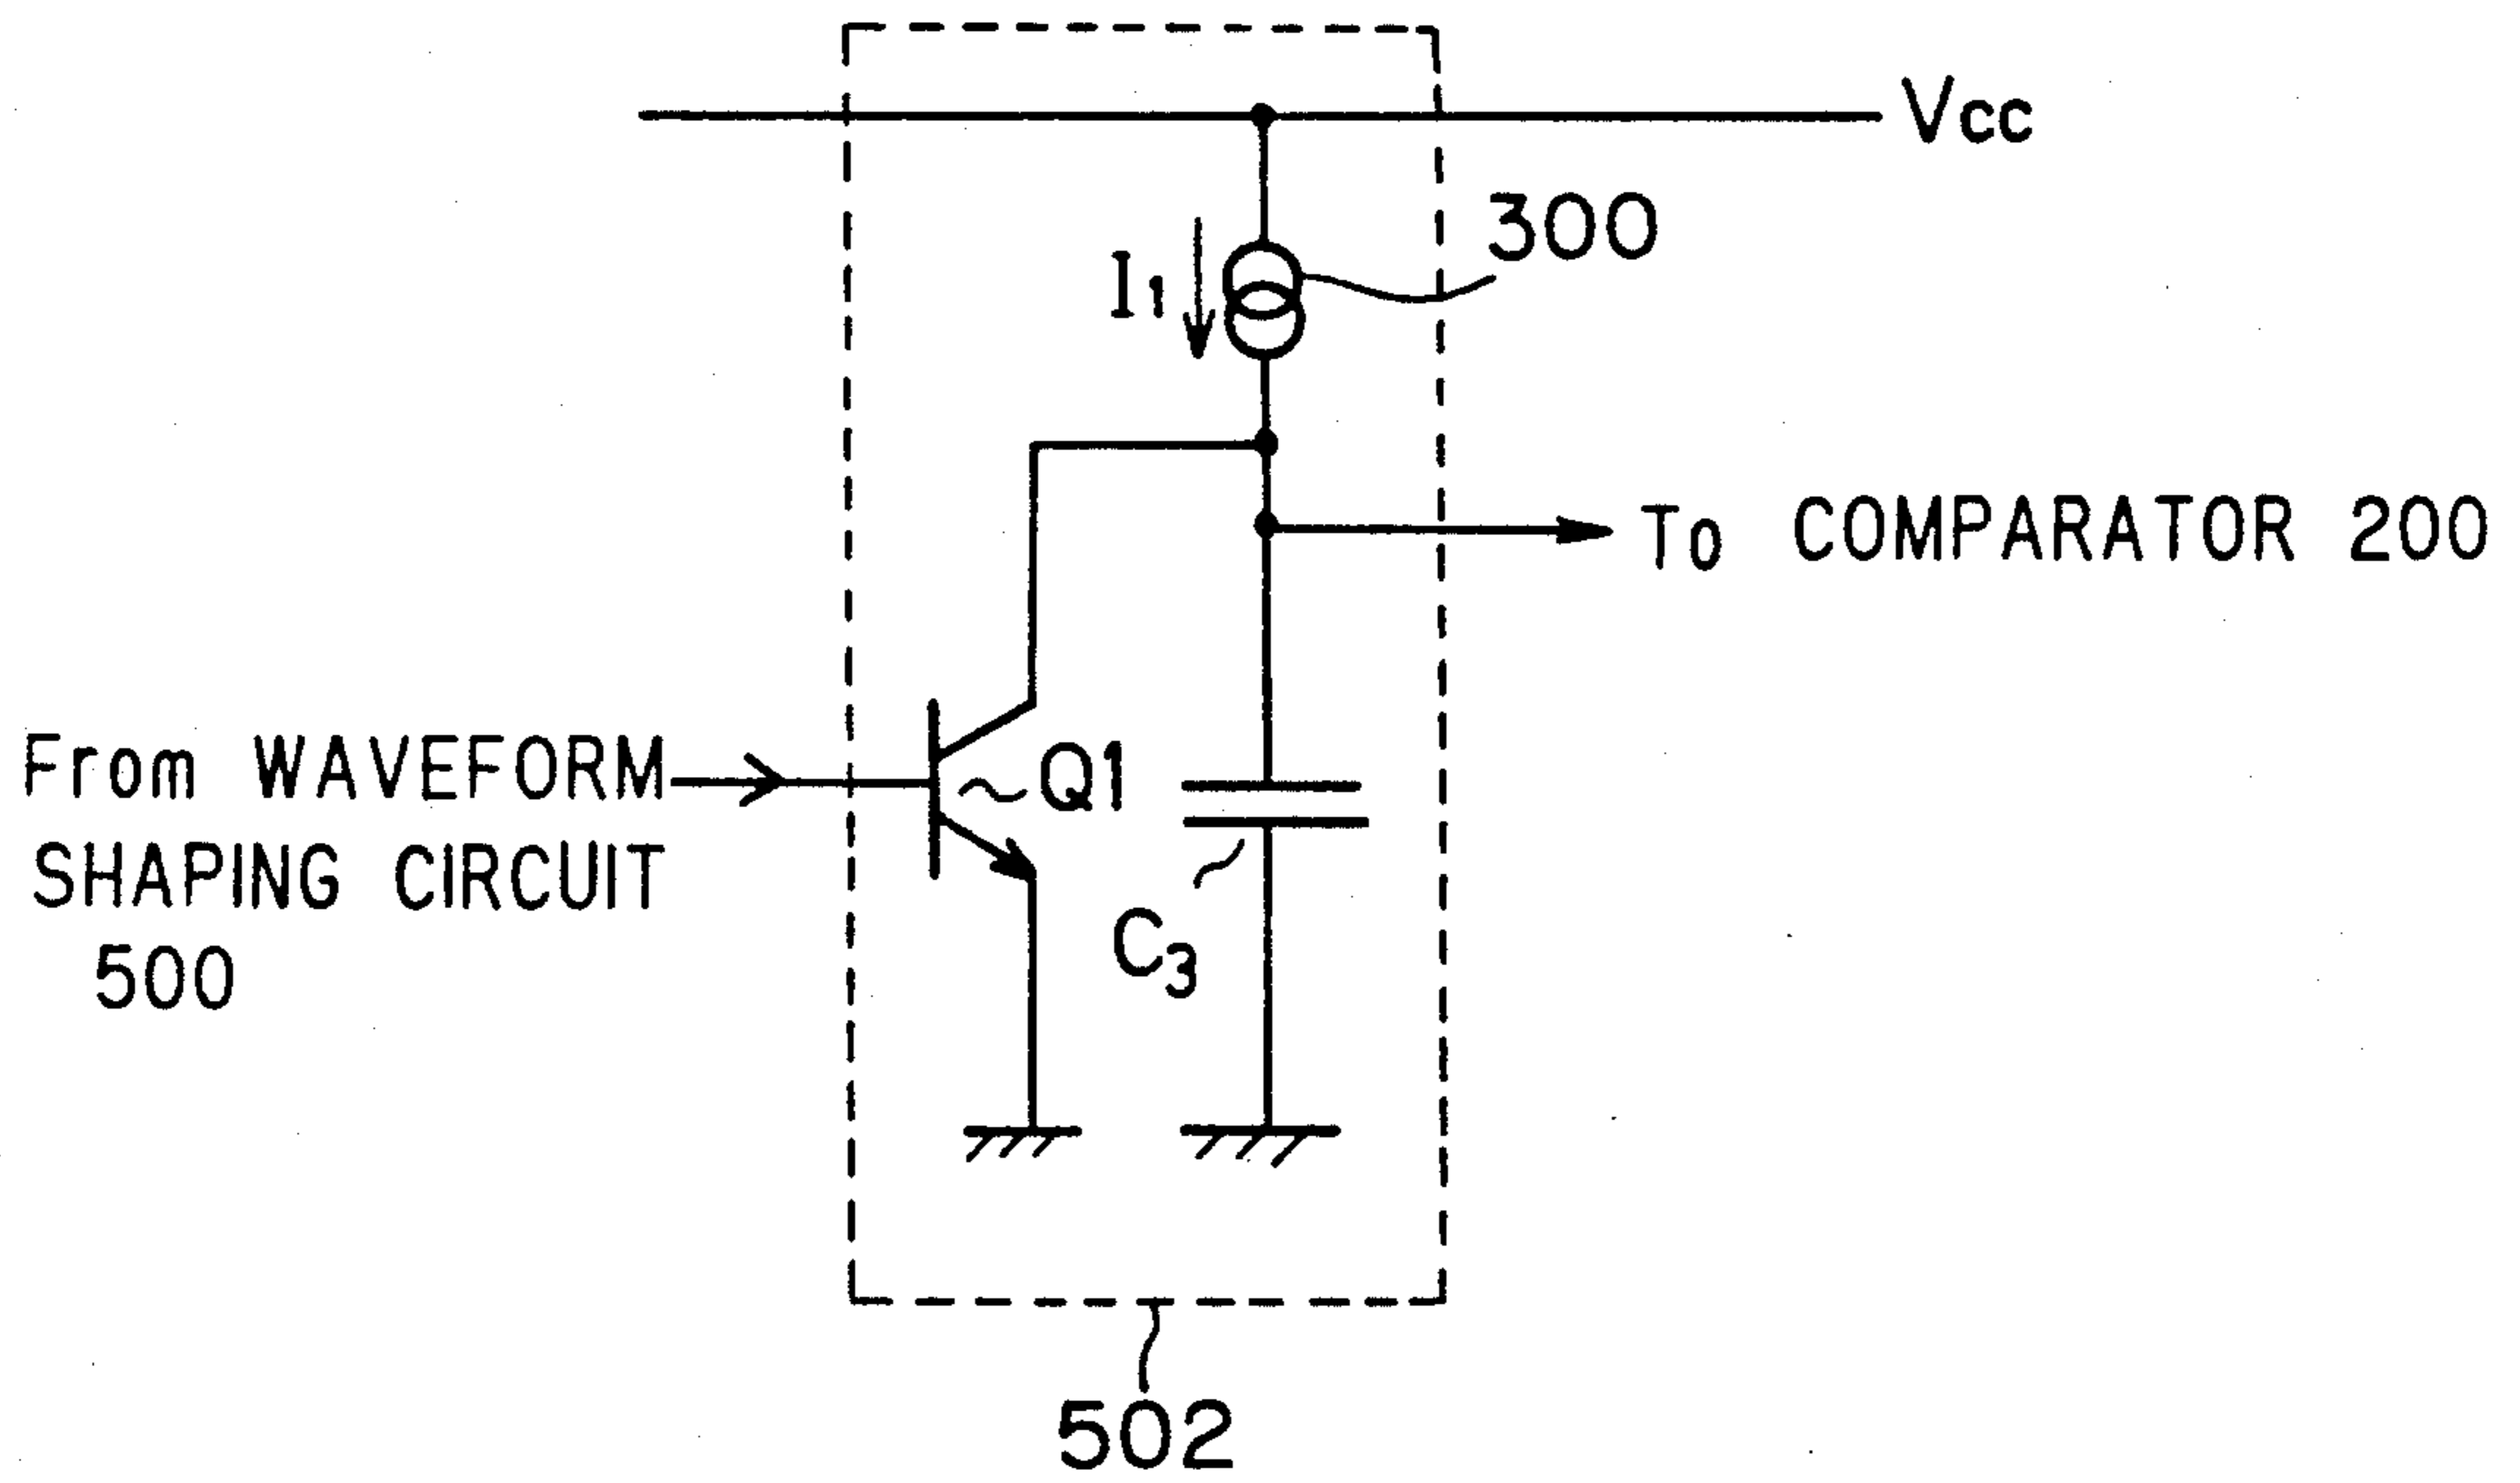 Vcc
300
I1
To COMPARATOR 200
From WAVEFORM
SHAPING CIRCUIT
500
Q1
C3
502